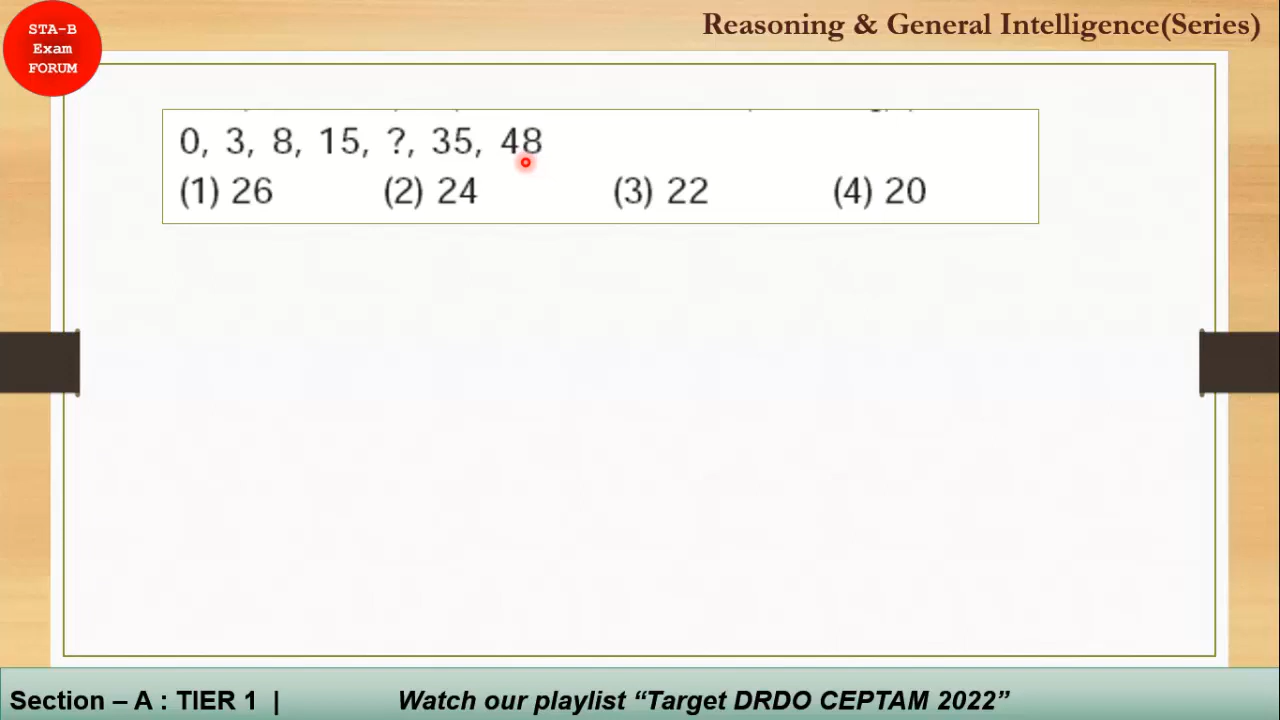 STA-B
Exam
FORUM
Reasoning & General Intelligence(Series)
0, 3, 8, 15, ?, 35, 48
(1) 26 (2) 24 (3) 22 (4) 20
Section – A : TIER 1 | Watch our playlist “Target DRDO CEPTAM 2022”